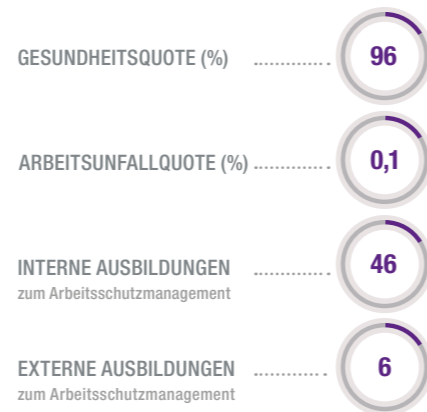 GESUNDHEITSQUOTE (%) ............. 96
ARBEITSUNFALLQUOTE (%) ............. 0,1
INTERNE AUSBILDUNGEN ............. 46
zum Arbeitsschutzmanagement
EXTERNE AUSBILDUNGEN ............. 6
zum Arbeitsschutzmanagement